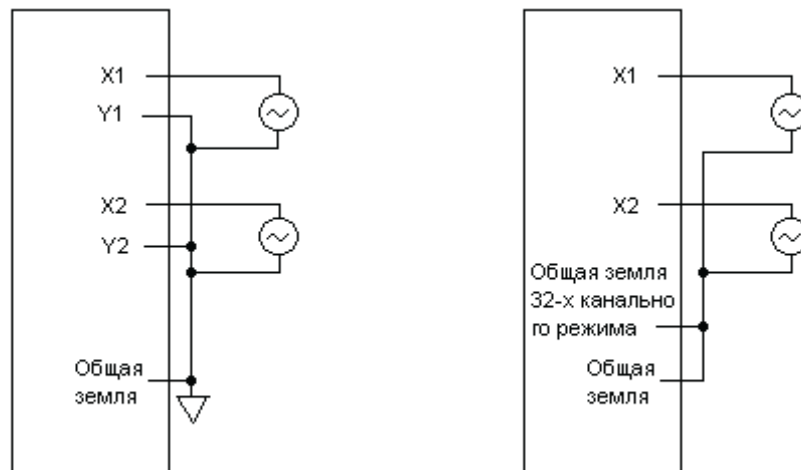 X1
Y1
X2
Y2
Общая
земля
X1
X2
Общая земля
32-х канально
го режима
Общая
земля